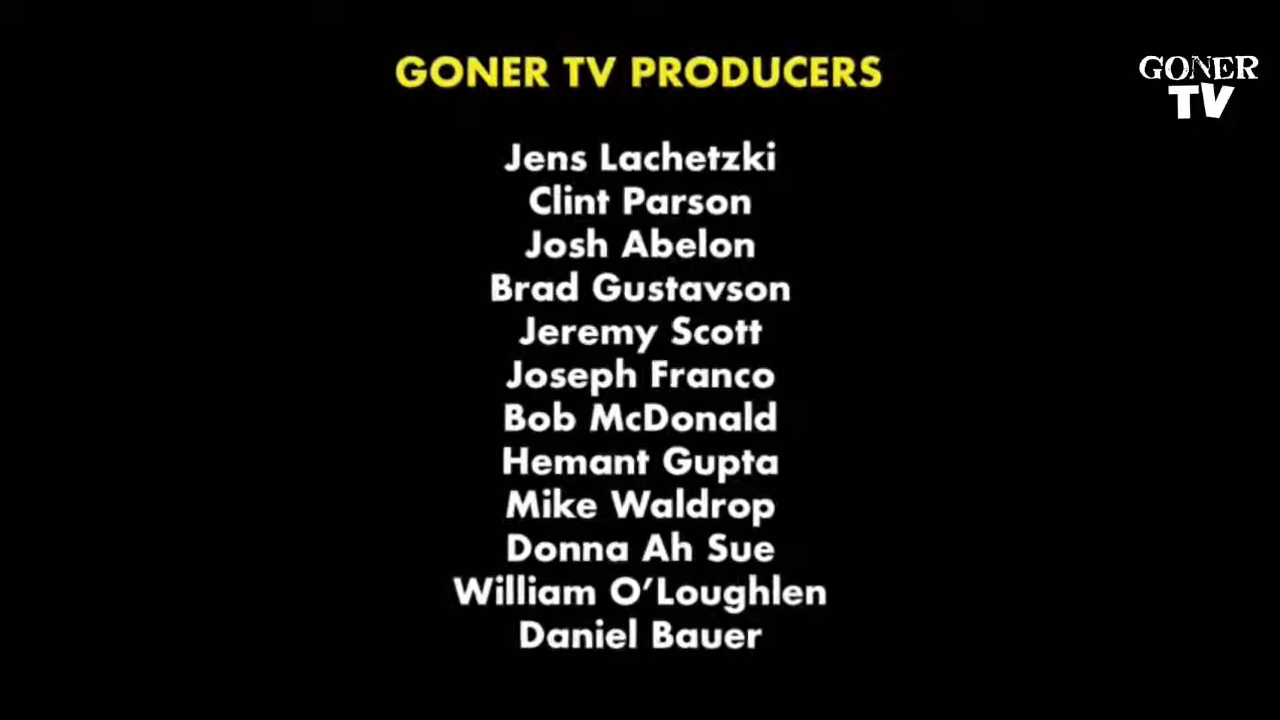 GONER TV PRODUCERS
GONER
TV
Jens Lachetzki
Clint Parson
Josh Abelon
Brad Gustavson
Jeremy Scott
Joseph Franco
Bob McDonald
Hemant Gupta
Mike Waldrop
Donna Ah Sue
William O’Loughlen
Daniel Bauer